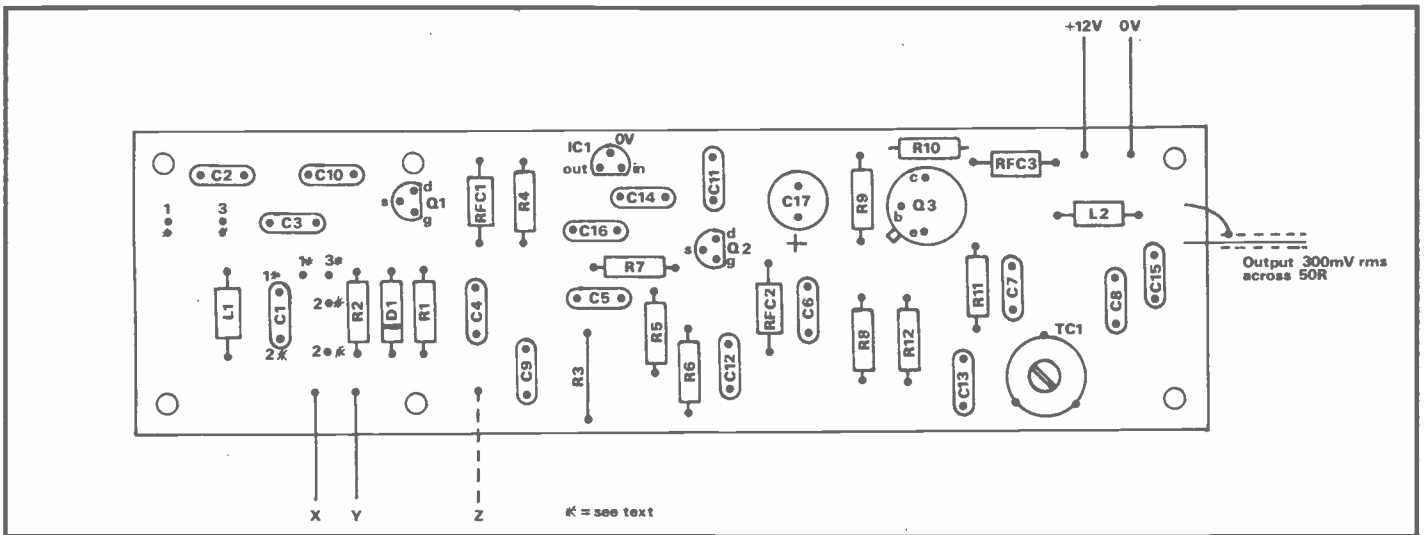 +12V 0V
IC1 0V
out in
C2 C10 C3 1 * 3 *
s d Q1 g
RFC1 R4 C14 C16 C11
C17 +
R9 R10 c Q3 b e
RFC3 L2
s d Q2 g
R7
L1 1* C1 2*
1* 3* 2* 2*
R2 D1 R1 C4 C9 C5 R3 R5 R6 C12 RFC2 C6 R8 R12 R11 C7 C13 TC1 C8 C15
Output 300mV rms
across 50R
X Y Z
* = see text